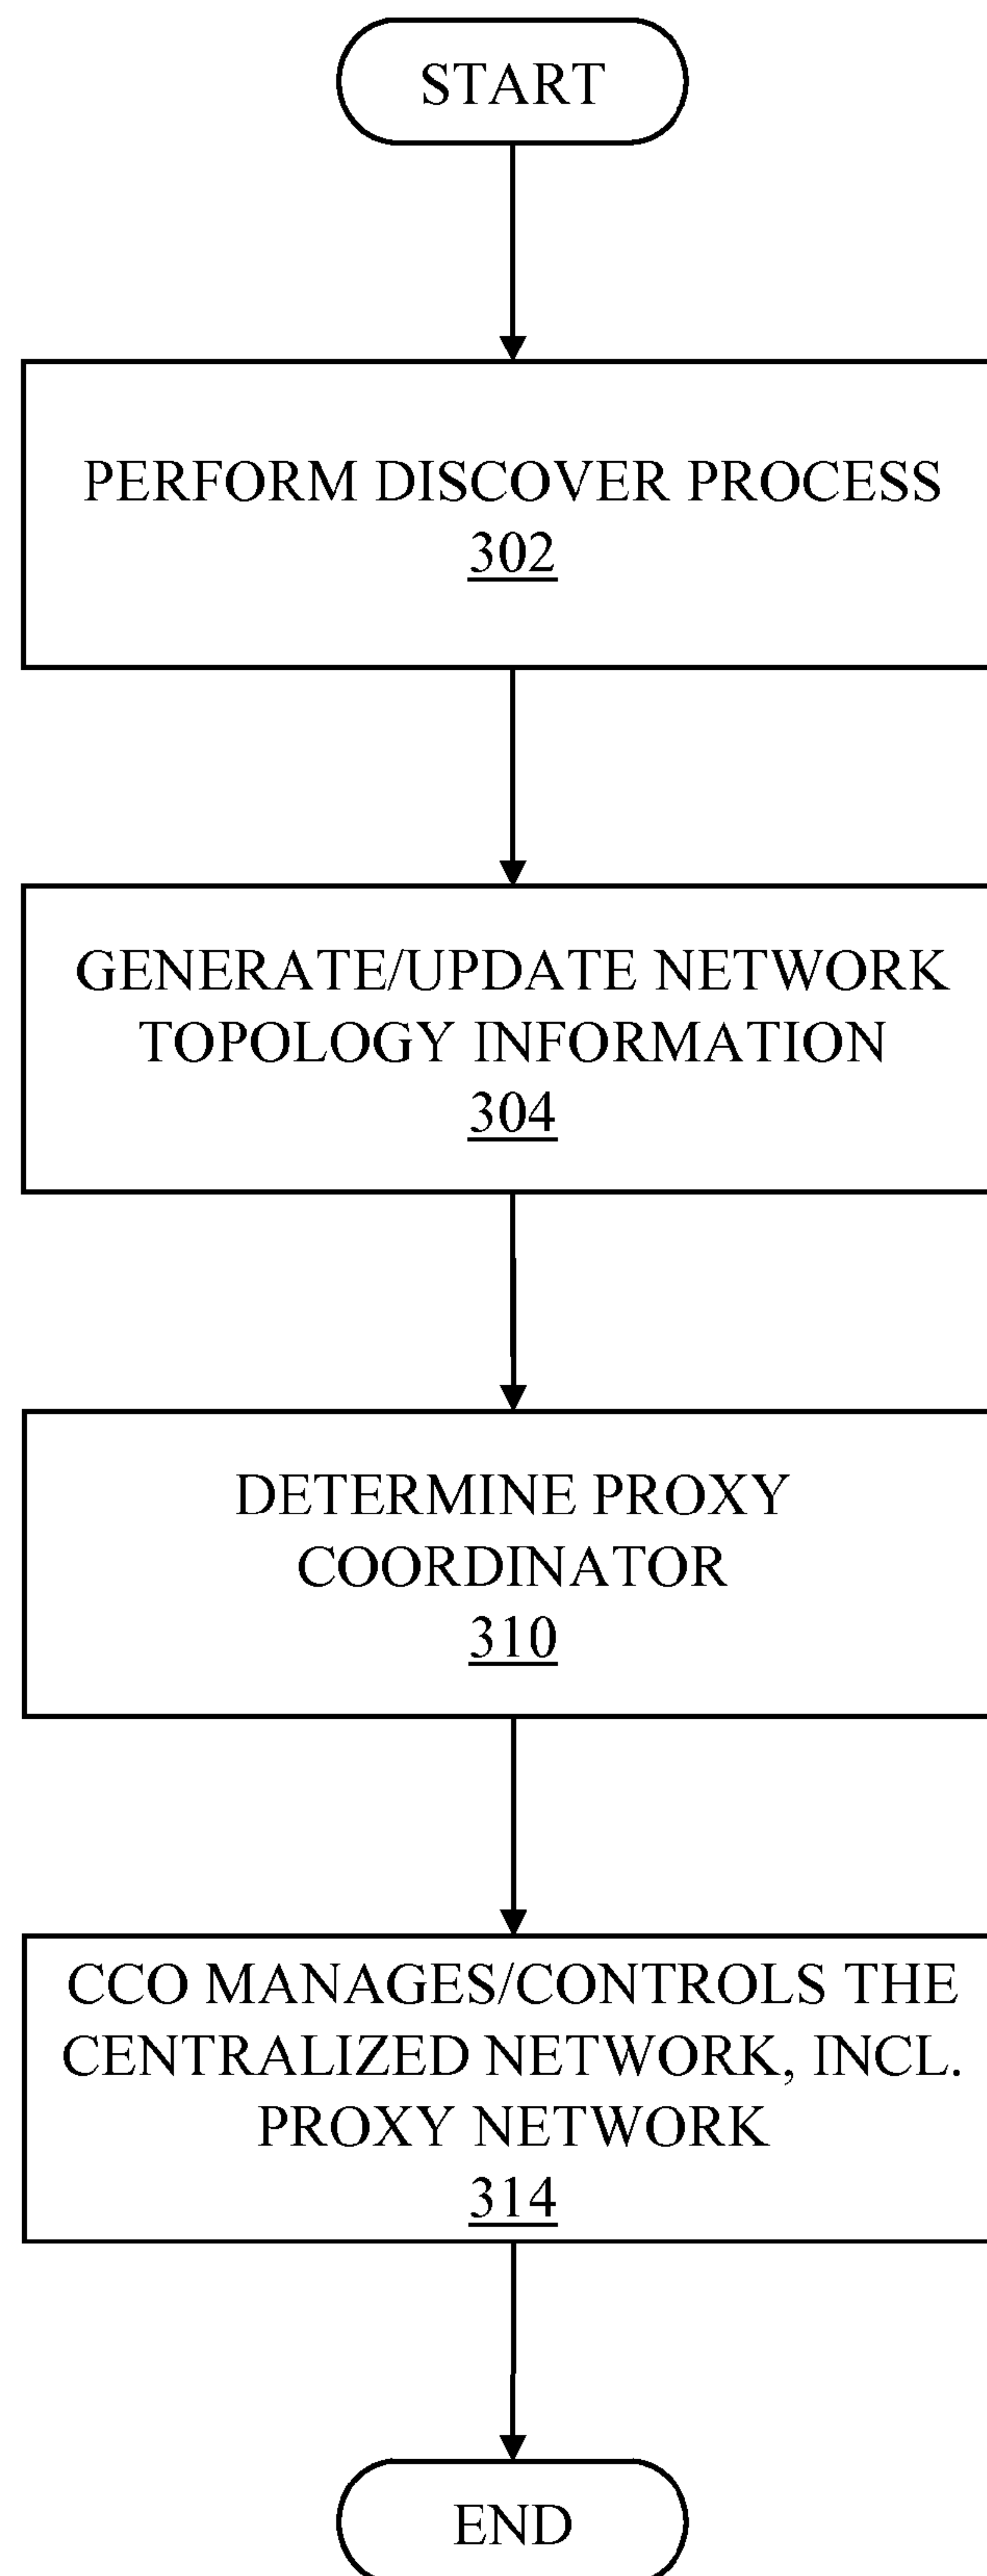 START
PERFORM DISCOVER PROCESS
302
GENERATE/UPDATE NETWORK
TOPOLOGY INFORMATION
304
DETERMINE PROXY
COORDINATOR
310
CCO MANAGES/CONTROLS THE
CENTRALIZED NETWORK, INCL.
PROXY NETWORK
314
END